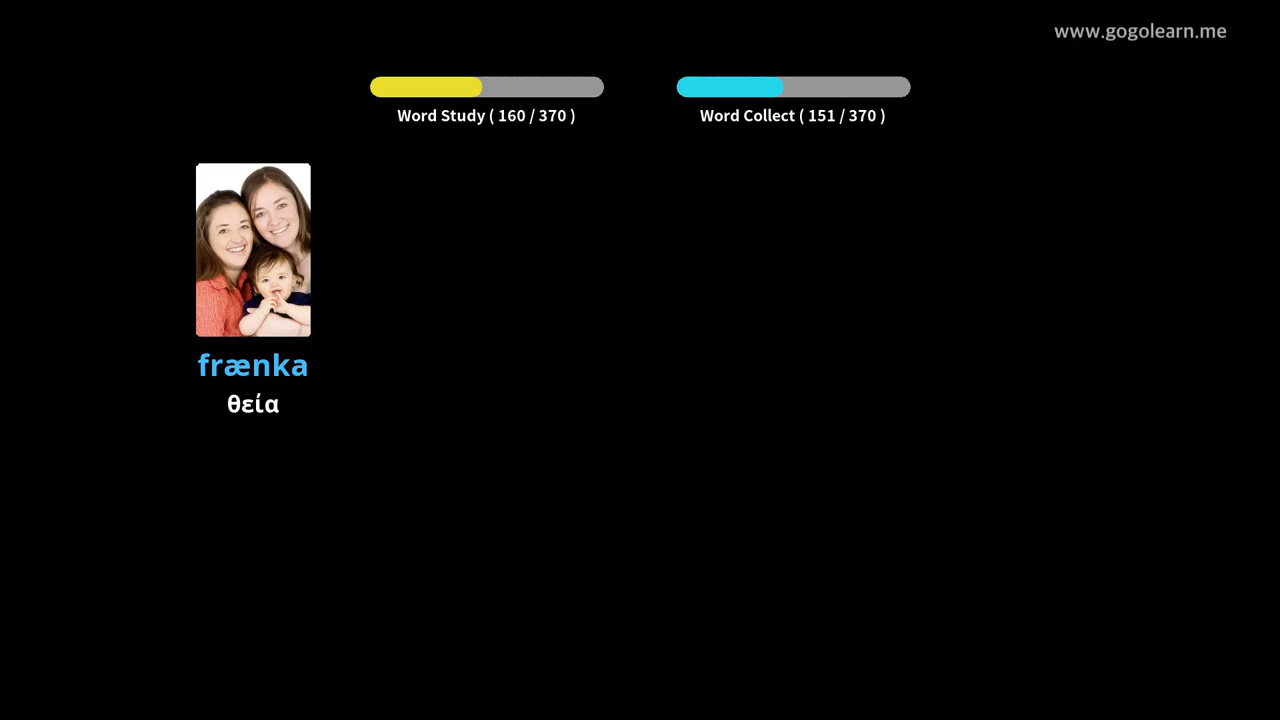 www.gogolearn.me
Word Study ( 160 / 370 )
Word Collect ( 151 / 370 )
frænka
θεία